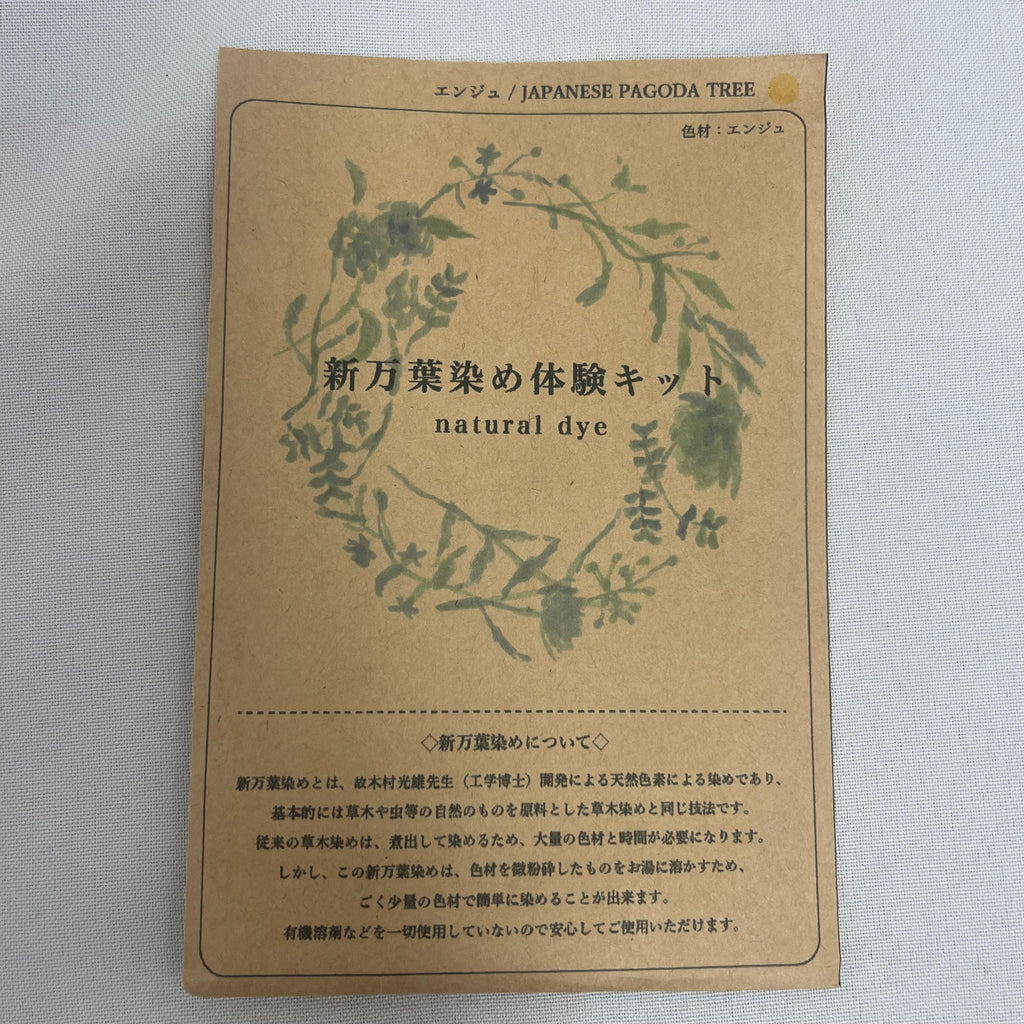 エンジュ / JAPANESE PAGODA TREE
色材：エンジュ
新万葉染め体験キット
natural dye
◇新万葉染めについて◇
新万葉染めとは、故木村光雄先生（工学博士）開発による天然色素による染めであり、
基本的には草木や虫等の自然のものを原料とした草木染めと同じ技法です。
従来の草木染めは、煮出して染めるため、大量の色材と時間が必要になります。
しかし、この新万葉染めは、色材を微粉砕したものをお湯に溶かすため、
ごく少量の色材で簡単に染めることが出来ます。
有機溶剤などを一切使用していないので安心してご使用いただけます。